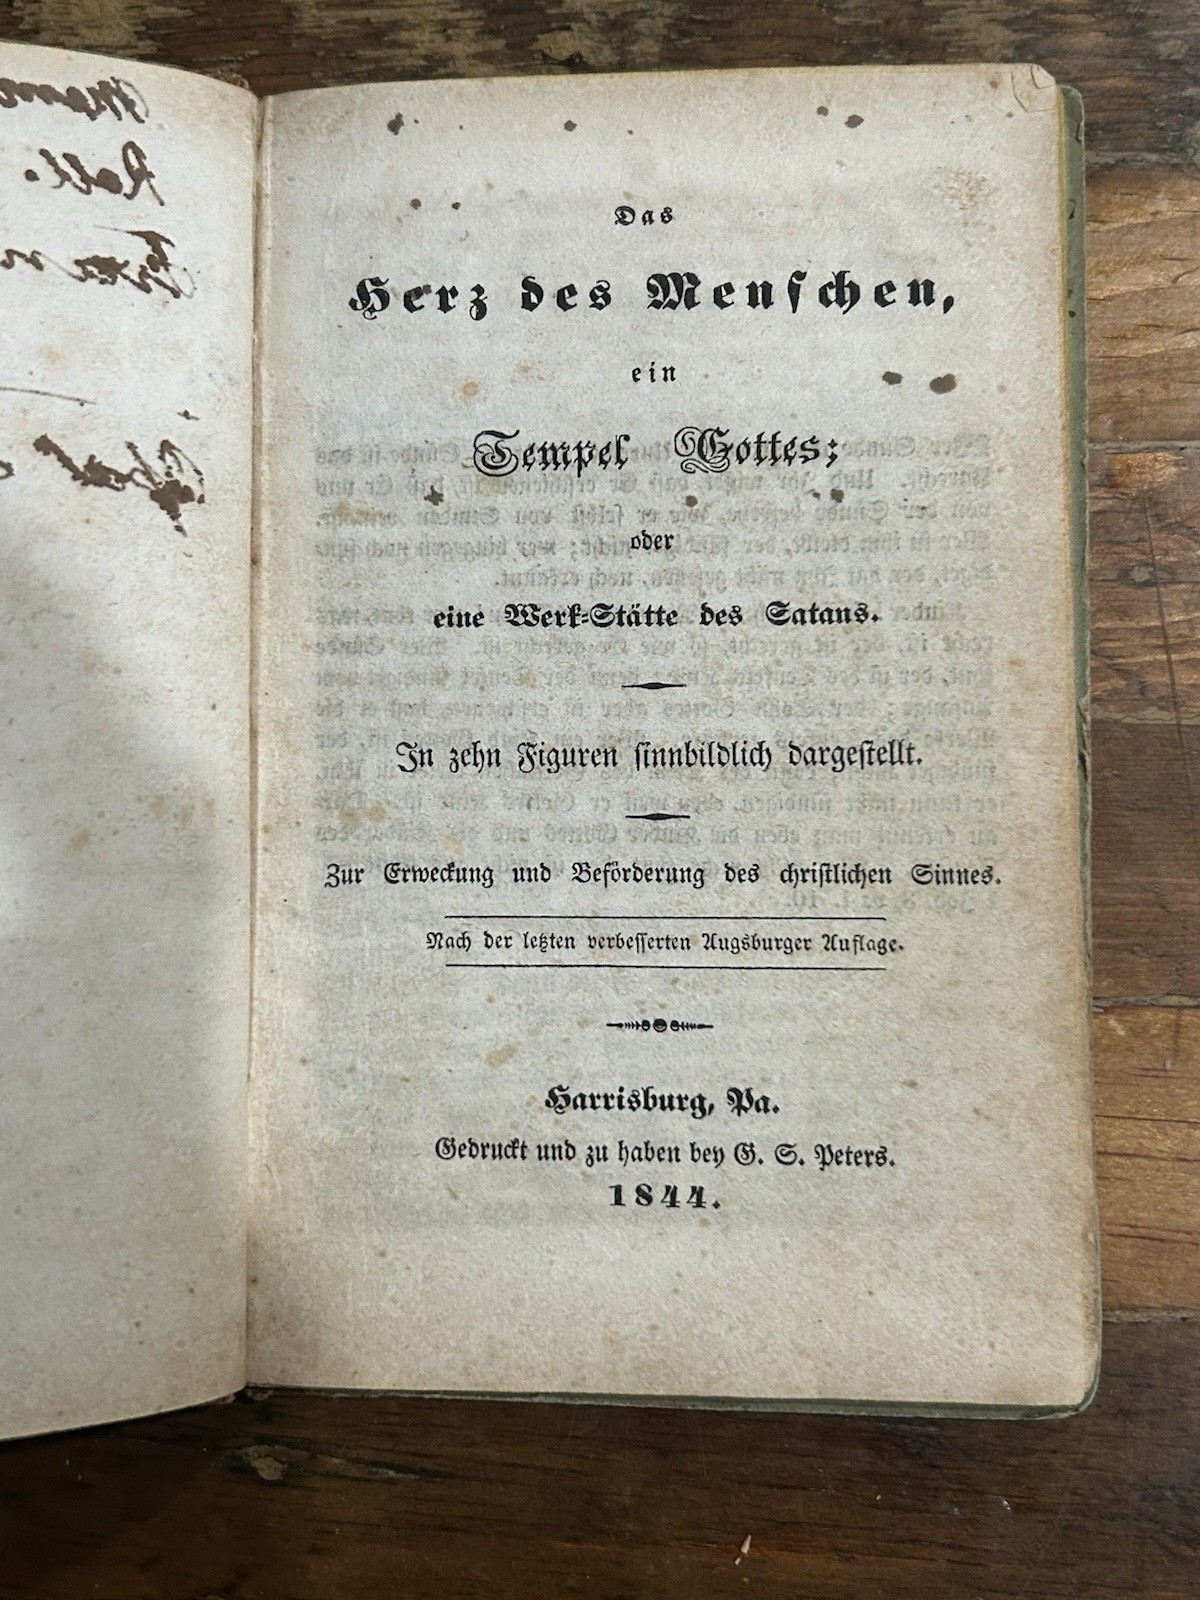 Das
Herz des Menschen,
ein
Tempel Gottes;
oder
eine Werk-Stätte des Satans.
In zehn Figuren sinnbildlich dargestellt.
Zur Erweckung und Beförderung des christlichen Sinnes.
Nach der letzten verbesserten Augsburger Auflage.
Harrisburg, Pa.
Gedruckt und zu haben bey G. S. Peters.
1844.